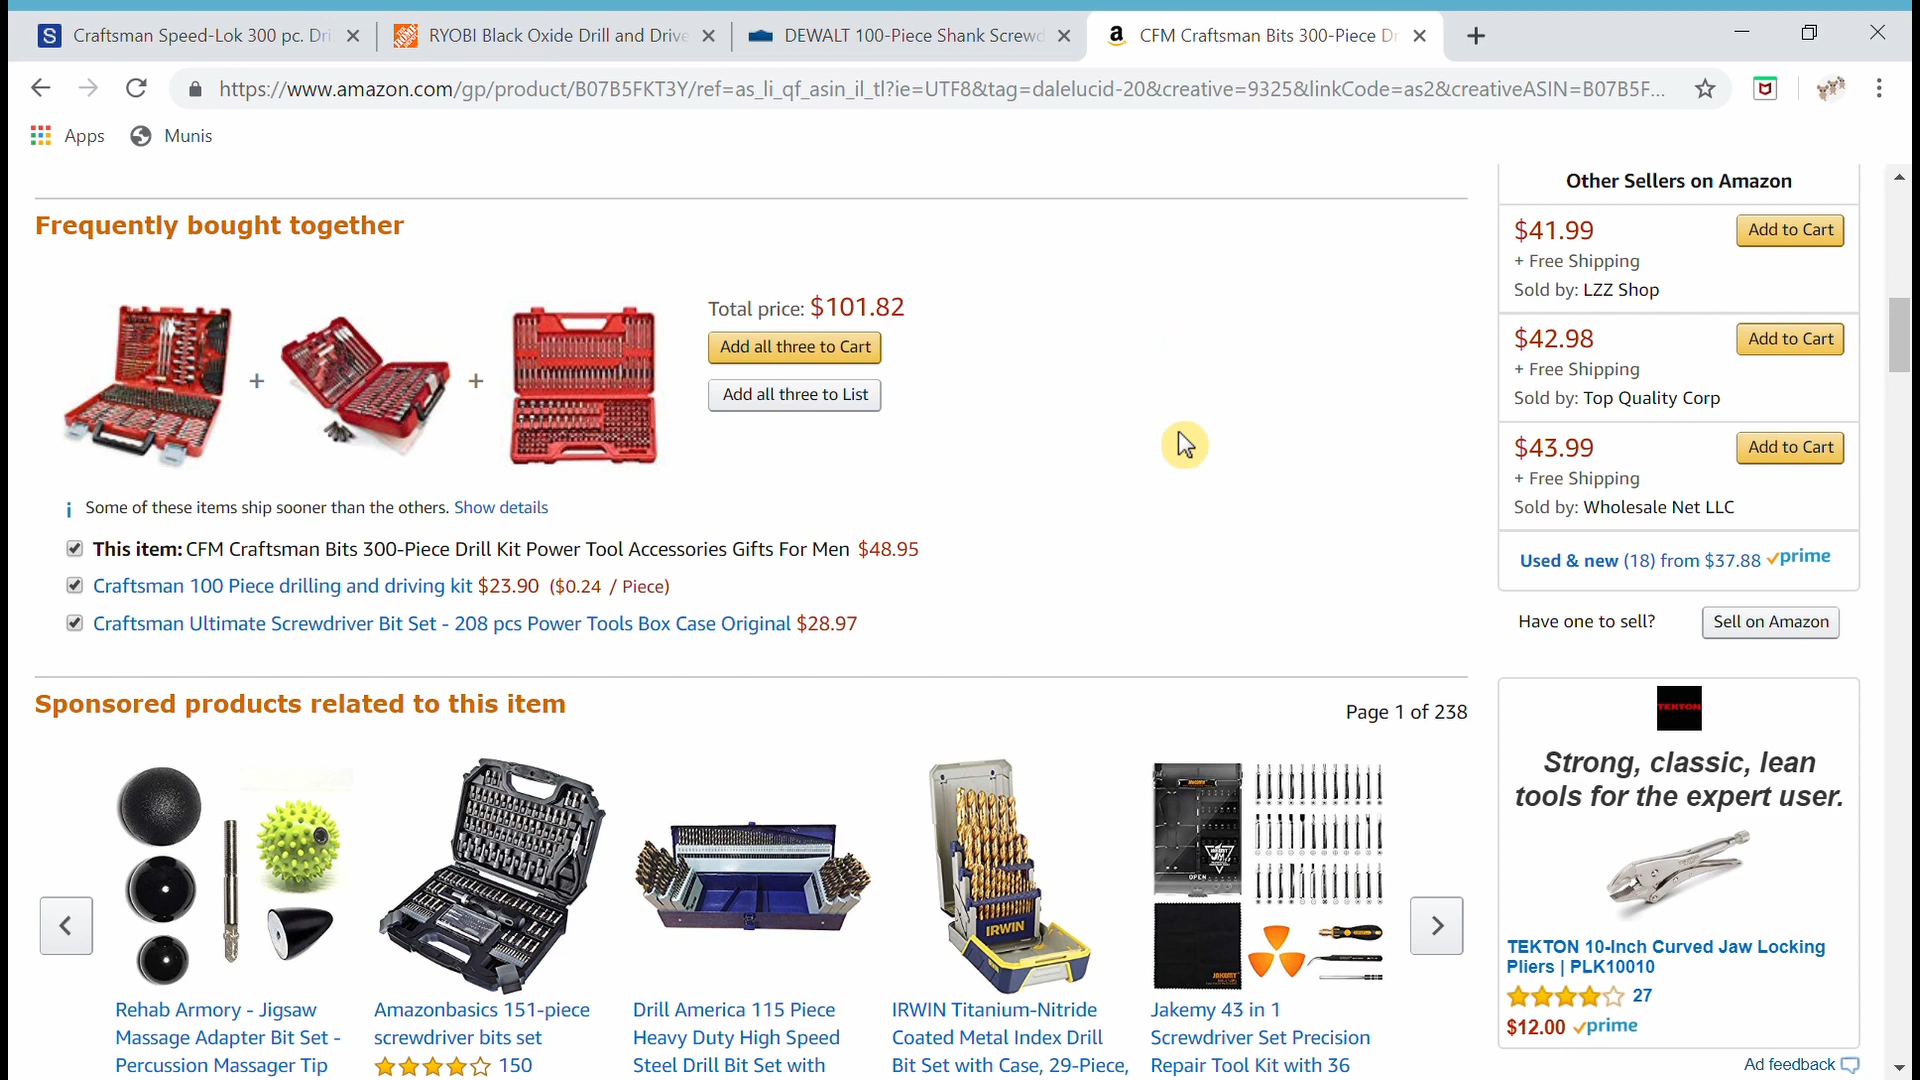 Craftsman Speed-Lok 300 pc. Dri
RYOBI Black Oxide Drill and Drive
DEWALT 100-Piece Shank Screwd
CFM Craftsman Bits 300-Piece Dr
https://www.amazon.com/gp/product/B07B5FKT3Y/ref=as_li_qf_asin_il_tl?ie=UTF8&tag=dalelucid-20&creative=9325&linkCode=as2&creativeASIN=B07B5F...
Apps
Munis
Frequently bought together
Total price: $101.82
Add all three to Cart
Add all three to List
Some of these items ship sooner than the others. Show details
This item: CFM Craftsman Bits 300-Piece Drill Kit Power Tool Accessories Gifts For Men $48.95
Craftsman 100 Piece drilling and driving kit $23.90 ($0.24 / Piece)
Craftsman Ultimate Screwdriver Bit Set - 208 pcs Power Tools Box Case Original $28.97
Other Sellers on Amazon
$41.99
Add to Cart
+ Free Shipping
Sold by: LZZ Shop
$42.98
Add to Cart
+ Free Shipping
Sold by: Top Quality Corp
$43.99
Add to Cart
+ Free Shipping
Sold by: Wholesale Net LLC
Used & new (18) from $37.88 prime
Have one to sell?
Sell on Amazon
Sponsored products related to this item
Page 1 of 238
IRWIN
OPEN
JAKEMY
Rehab Armory - Jigsaw
Massage Adapter Bit Set -
Percussion Massager Tip
Amazonbasics 151-piece
screwdriver bits set
150
Drill America 115 Piece
Heavy Duty High Speed
Steel Drill Bit Set with
IRWIN Titanium-Nitride
Coated Metal Index Drill
Bit Set with Case, 29-Piece,
Jakemy 43 in 1
Screwdriver Set Precision
Repair Tool Kit with 36
TEKTON
Strong, classic, lean
tools for the expert user.
TEKTON 10-Inch Curved Jaw Locking
Pliers | PLK10010
27
$12.00 prime
Ad feedback